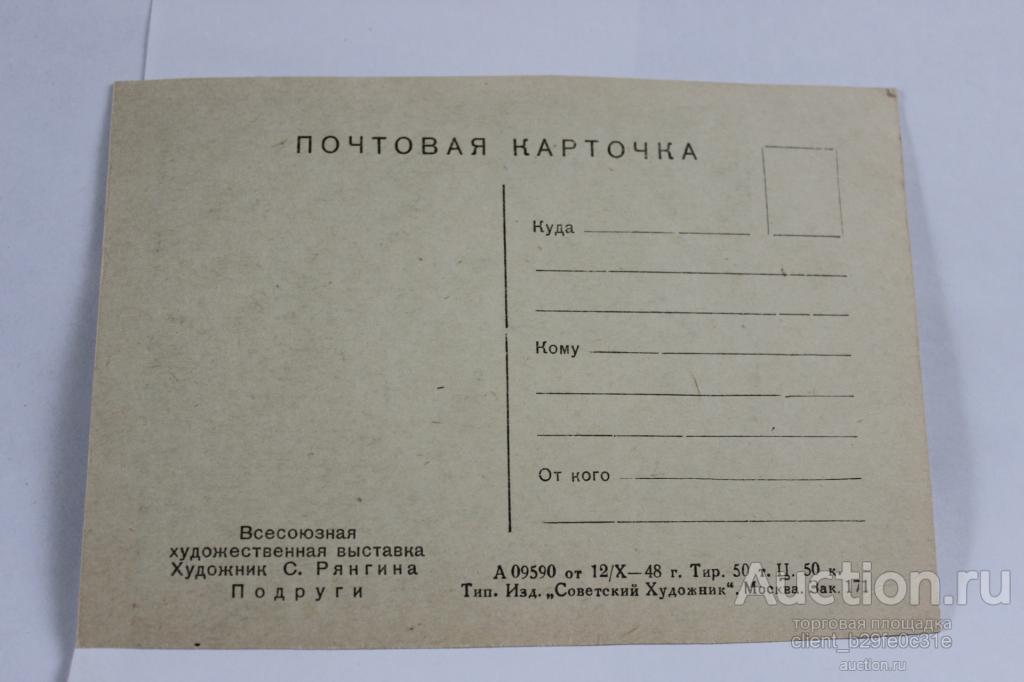 ПОЧТОВАЯ КАРТОЧКА
Куда
Кому
От кого
Всесоюзная
художественная выставка
Художник С. Рянгина
Подруги
А 09590 от 12/X—48 г. Тир. 50 т. Ц. 50 к.
Тип. Изд. „Советский Художник". Москва. Зак. 171
Auction.ru
торговая площадка
client_b29fe0c31e
auction.ru